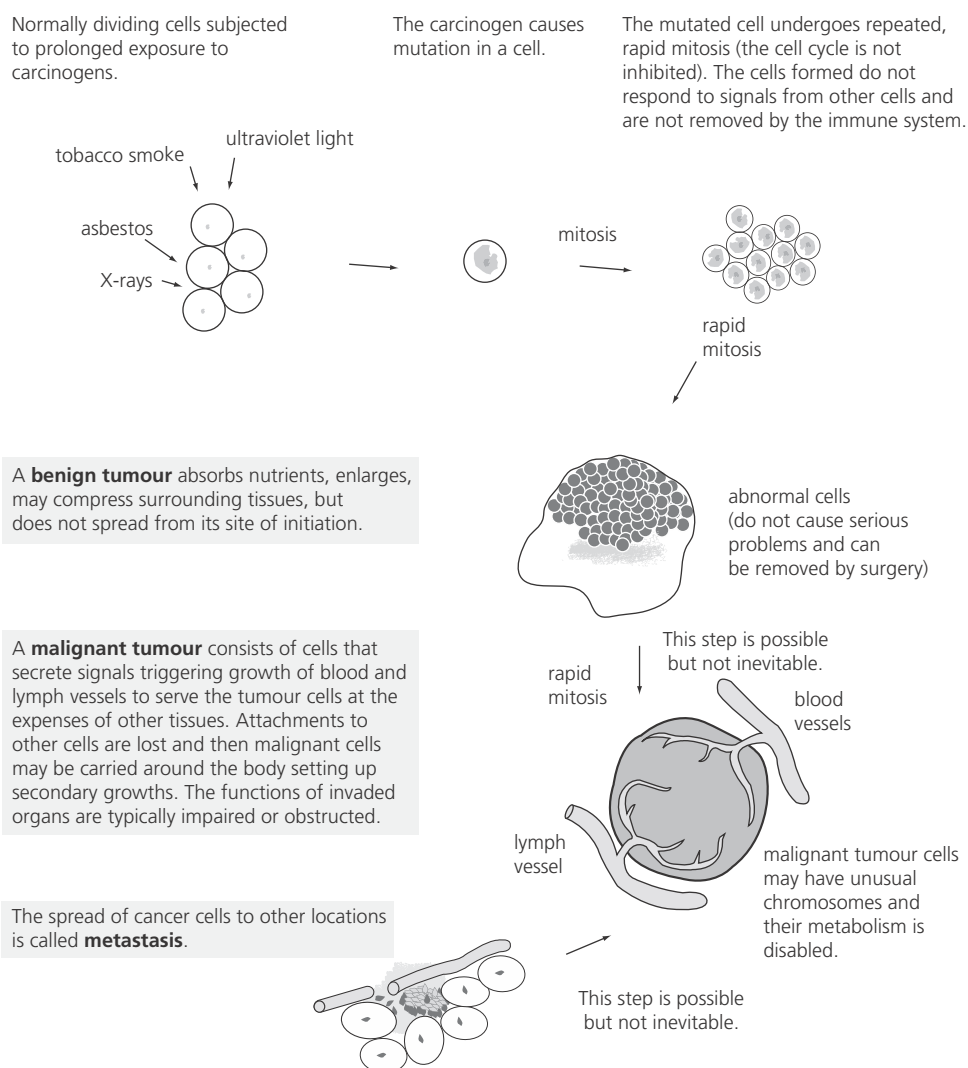 Normally dividing cells subjected
to prolonged exposure to
carcinogens.
The carcinogen causes
mutation in a cell.
The mutated cell undergoes repeated,
rapid mitosis (the cell cycle is not
inhibited). The cells formed do not
respond to signals from other cells and
are not removed by the immune system.
ultraviolet light
tobacco smoke
asbestos
X-rays
mitosis
rapid
mitosis
A benign tumour absorbs nutrients, enlarges,
may compress surrounding tissues, but
does not spread from its site of initiation.
abnormal cells
(do not cause serious
problems and can
be removed by surgery)
A malignant tumour consists of cells that
secrete signals triggering growth of blood and
lymph vessels to serve the tumour cells at the
expenses of other tissues. Attachments to
other cells are lost and then malignant cells
may be carried around the body setting up
secondary growths. The functions of invaded
organs are typically impaired or obstructed.
rapid
mitosis
This step is possible
but not inevitable.
blood
vessels
lymph
vessel
malignant tumour cells
may have unusual
chromosomes and
their metabolism is
disabled.
The spread of cancer cells to other locations
is called metastasis.
This step is possible
but not inevitable.